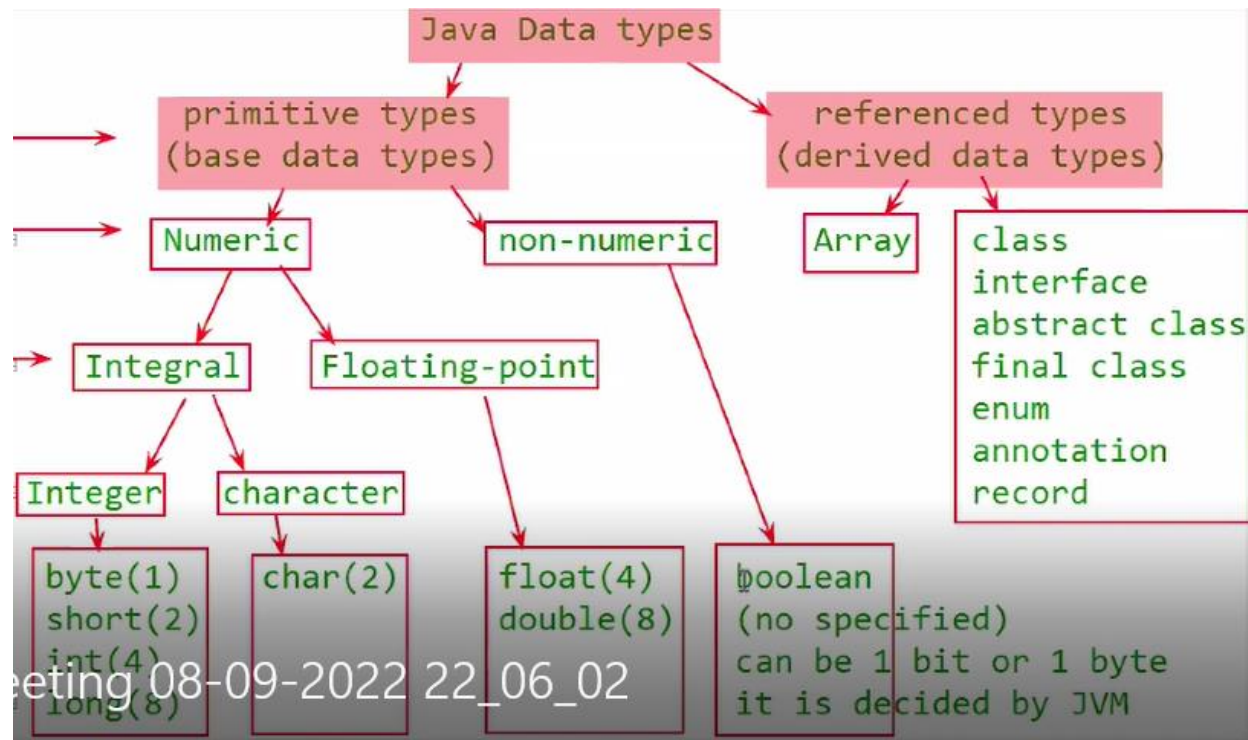 Java Data types
primitive types
(base data types)
referenced types
(derived data types)
Numeric
non-numeric
Array
class
interface
abstract class
final class
enum
annotation
record
Integral
Floating-point
Integer
character
byte(1)
short(2)
int(4)
long(8)
char(2)
float(4)
double(8)
boolean
(no specified)
can be 1 bit or 1 byte
it is decided by JVM
eeting 08-09-2022 22_06_02